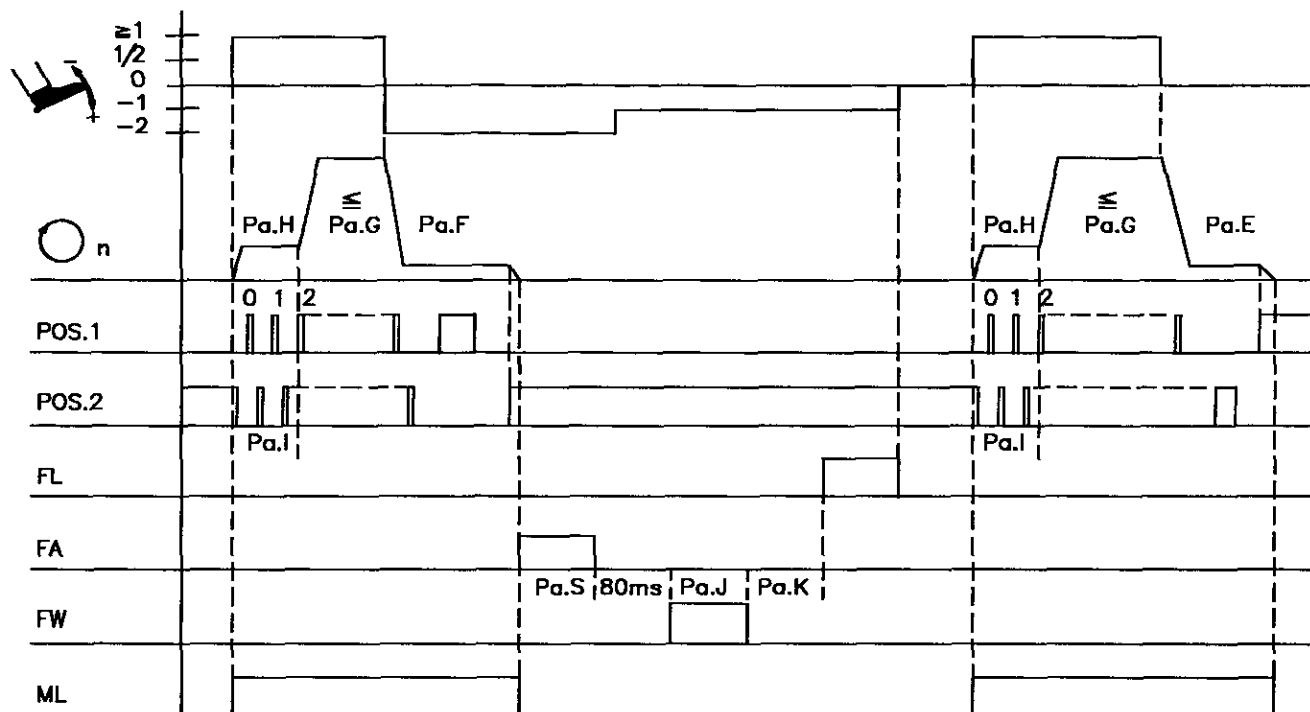 ≥1
1/2
0
-1
-2
- +
n
Pa.H ≦ Pa.G Pa.F Pa.H ≦ Pa.G Pa.E
0 1 2 0 1 2
POS.1
POS.2
Pa.I Pa.I
FL
FA
Pa.S 80ms Pa.J Pa.K
FW
ML